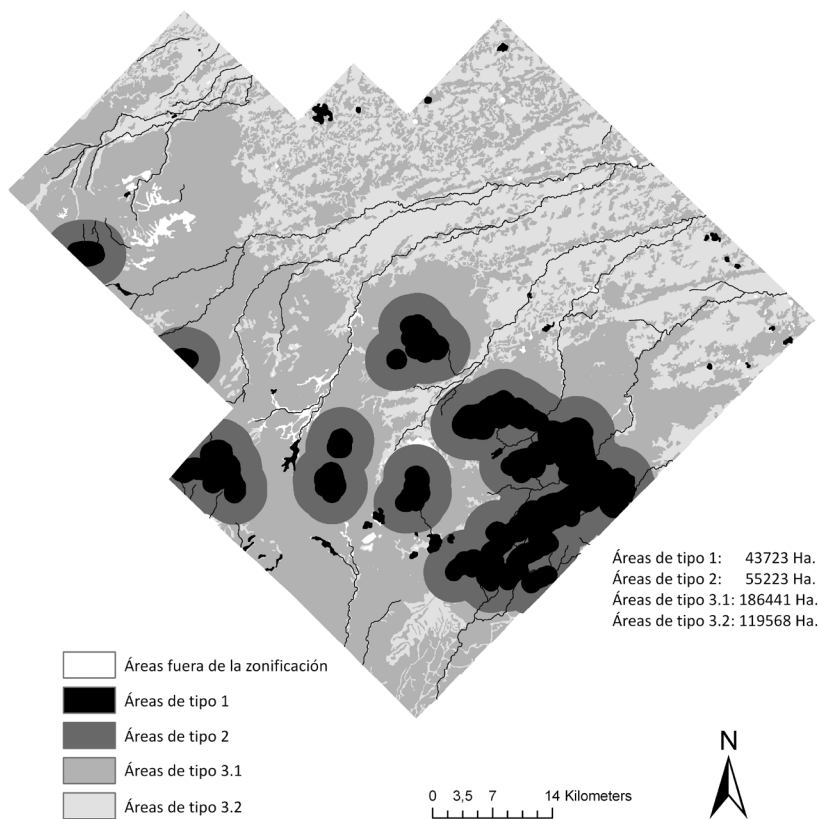 Áreas de tipo 1: 43723 Ha.
Áreas de tipo 2: 55223 Ha.
Áreas de tipo 3.1: 186441 Ha.
Áreas de tipo 3.2: 119568 Ha.
Áreas fuera de la zonificación
Áreas de tipo 1
Áreas de tipo 2
Áreas de tipo 3.1
Áreas de tipo 3.2
0 3,5 7 14 Kilometers
N